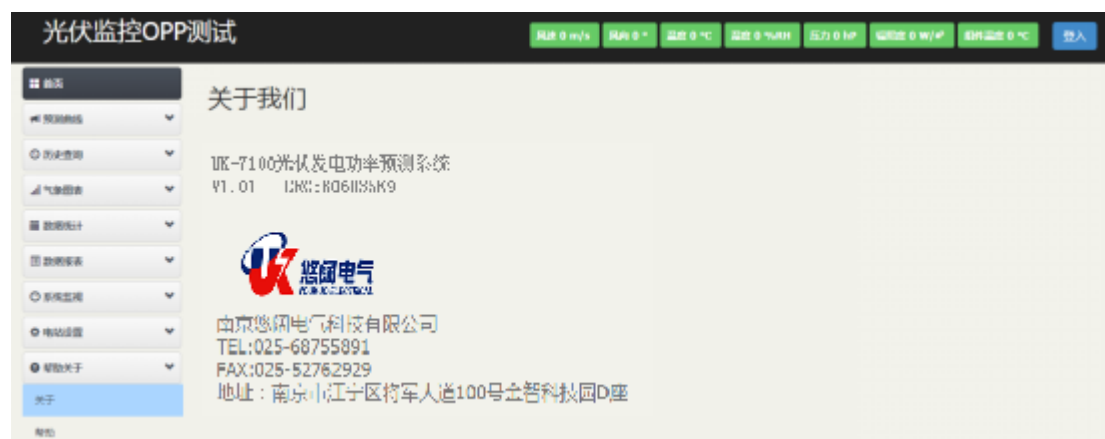 光伏监控OPP测试
风速 0 m/s 风向 0 ° 温度 0 ℃ 湿度 0 %RH 压力 0 hP 辐照度 0 W/㎡ 组件温度 0 ℃ 登入
首页
预测曲线
历史查询
气象图表
数据统计
数据报表
系统监视
电站设置
帮助关于
关于
帮助
关于我们
UK-7100光伏发电功率预测系统
V1.01
悠阔电气
南京悠阔电气科技有限公司
TEL:025-68755891
FAX:025-52762929
地址：南京市江宁区将军大道100号金智科技园D座